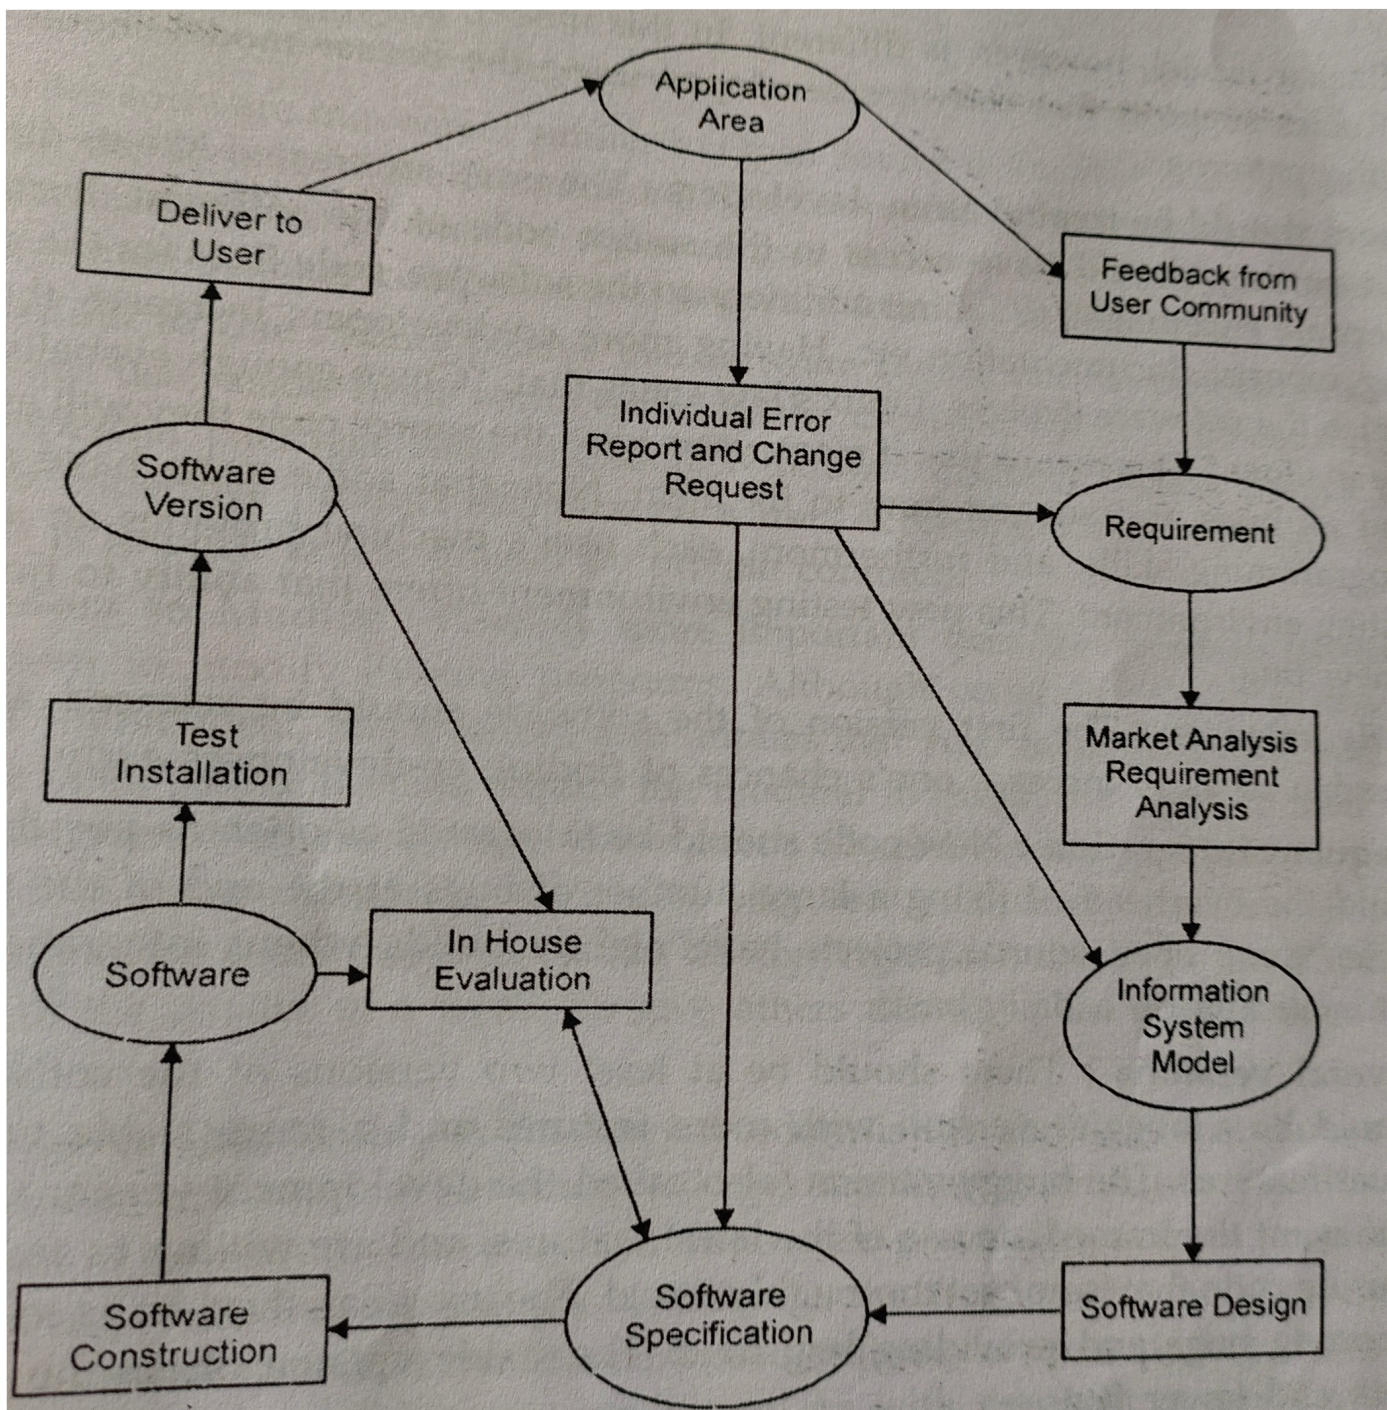 Application
Area
Deliver to
User
Feedback from
User Community
Individual Error
Report and Change
Request
Software
Version
Requirement
Test
Installation
Market Analysis
Requirement
Analysis
Software
In House
Evaluation
Information
System
Model
Software
Construction
Software
Specification
Software Design